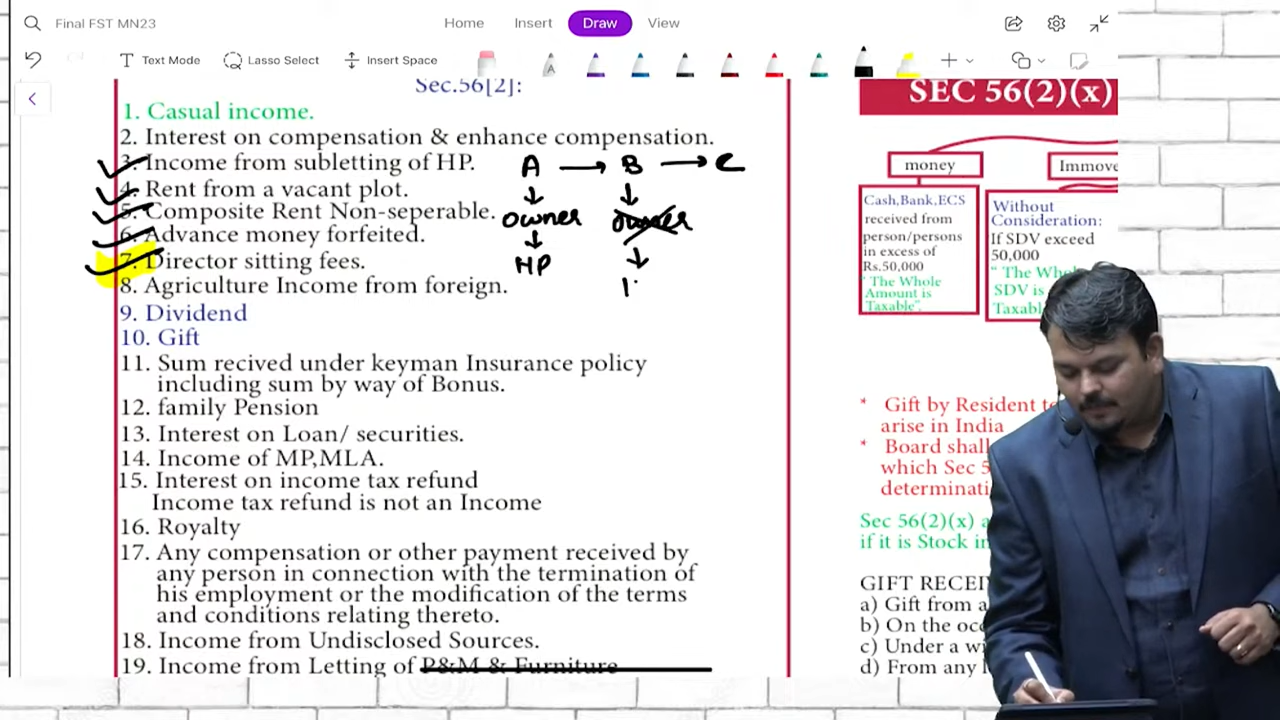 Final FST MN23
Home Insert Draw View
Text Mode Lasso Select Insert Space
Sec.56[2]:
1. Casual income.
2. Interest on compensation & enhance compensation.
3. Income from subletting of HP.
4. Rent from a vacant plot.
5. Composite Rent Non-seperable.
6. Advance money forfeited.
7. Director sitting fees.
8. Agriculture Income from foreign.
9. Dividend
10. Gift
11. Sum recived under keyman Insurance policy
including sum by way of Bonus.
12. family Pension
13. Interest on Loan/ securities.
14. Income of MP,MLA.
15. Interest on income tax refund
Income tax refund is not an Income
16. Royalty
17. Any compensation or other payment received by
any person in connection with the termination of
his employment or the modification of the terms
and conditions relating thereto.
18. Income from Undisclosed Sources.
19. Income from Letting of P&M & Furniture
A → B → C
owner owner
HP
SEC 56(2)(x)
money
Cash,Bank,ECS
received from
person/persons
in excess of
Rs.50,000
" The Whole
Amount is
Taxable".
Immove
Without
Consideration:
If SDV exceed
50,000
" The Whole
SDV is
Taxabl
* Gift by Resident to
arise in India
* Board shall
which Sec 5
determinati
Sec 56(2)(x) a
if it is Stock in
GIFT RECEI
a) Gift from a
b) On the oc
c) Under a wi
d) From any